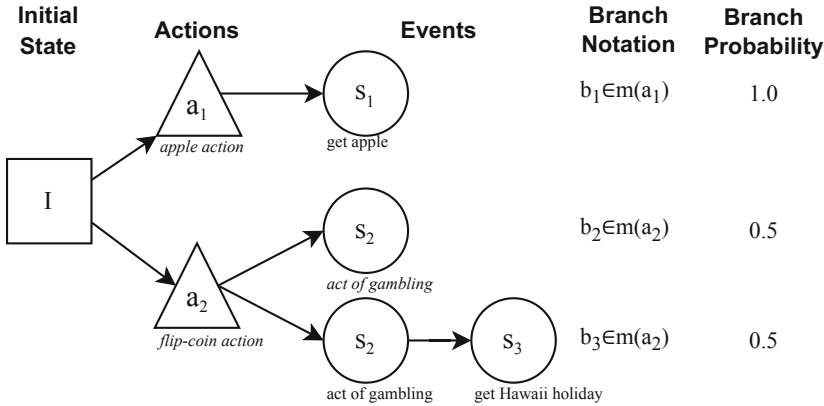 Initial State
Actions
Events
Branch Notation
Branch Probability
a₁
apple action
s₁
get apple
b₁∈m(a₁)
1.0
I
s₂
act of gambling
b₂∈m(a₂)
0.5
a₂
flip-coin action
s₂
act of gambling
s₃
get Hawaii holiday
b₃∈m(a₂)
0.5